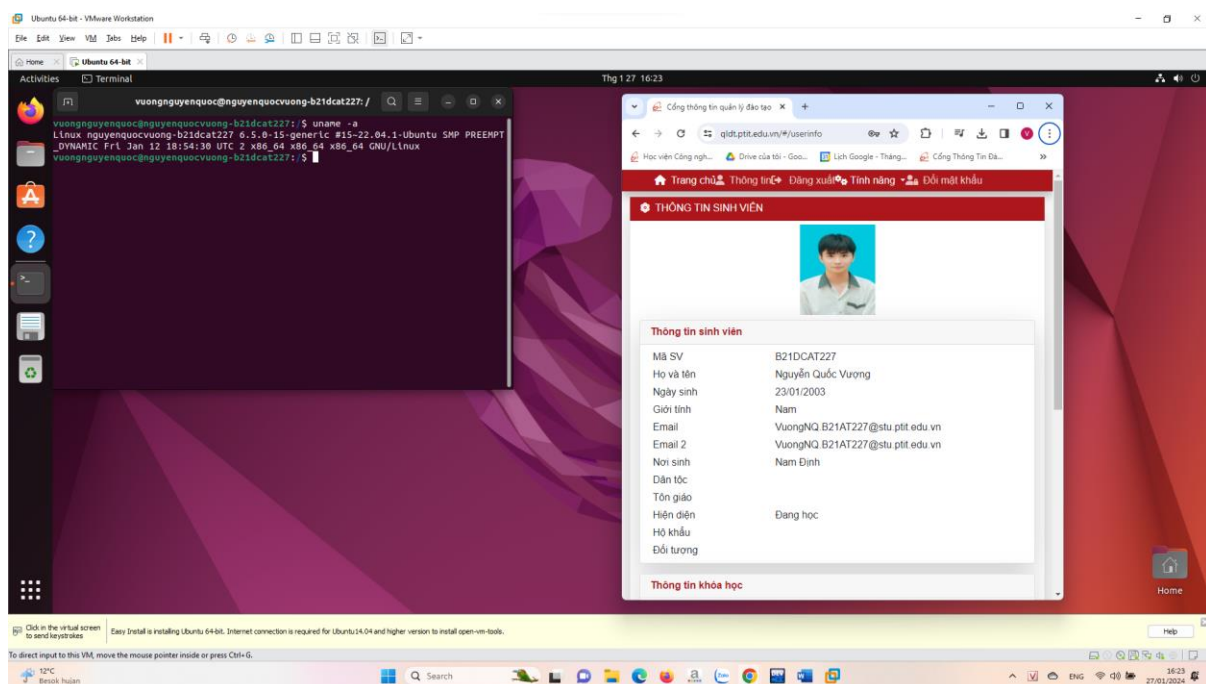 Ubuntu 64-bit - VMware Workstation
File Edit View VM Tabs Help
Home
Ubuntu 64-bit
Activities
Terminal
Thg 1 27 16:23
vuongnguyenquoc@nguyenquocvuong-b21dcat227: /
vuongnguyenquoc@nguyenquocvuong-b21dcat227:/$ uname -a
Linux nguyenquocvuong-b21dcat227 6.5.0-15-generic #15~22.04.1-Ubuntu SMP PREEMPT
_DYNAMIC Fri Jan 12 18:54:30 UTC 2 x86_64 x86_64 x86_64 GNU/Linux
vuongnguyenquoc@nguyenquocvuong-b21dcat227:/$
Cổng thông tin quản lý đào tạo
qldt.ptit.edu.vn/#/userinfo
V
Học viện Công ngh... Drive của tôi - Goo... Lịch Google - Tháng... Cổng Thông Tin Đà... »
Trang chủ Thông tin Đăng xuất Tính năng Đổi mật khẩu
THÔNG TIN SINH VIÊN
Thông tin sinh viên
Mã SV B21DCAT227
Họ và tên Nguyễn Quốc Vượng
Ngày sinh 23/01/2003
Giới tính Nam
Email VuongNQ.B21AT227@stu.ptit.edu.vn
Email 2 VuongNQ.B21AT227@stu.ptit.edu.vn
Nơi sinh Nam Định
Dân tộc
Tôn giáo
Hiện diện Đang học
Hộ khẩu
Đối tượng
Thông tin khóa học
Home
Click in the virtual screen
to send keystrokes
Easy Install is installing Ubuntu 64-bit. Internet connection is required for Ubuntu14.04 and higher version to install open-vm-tools.
Help
To direct input to this VM, move the mouse pointer inside or press Ctrl+G.
12°C
Besok hujan
Search
ENG
16:23
27/01/2024